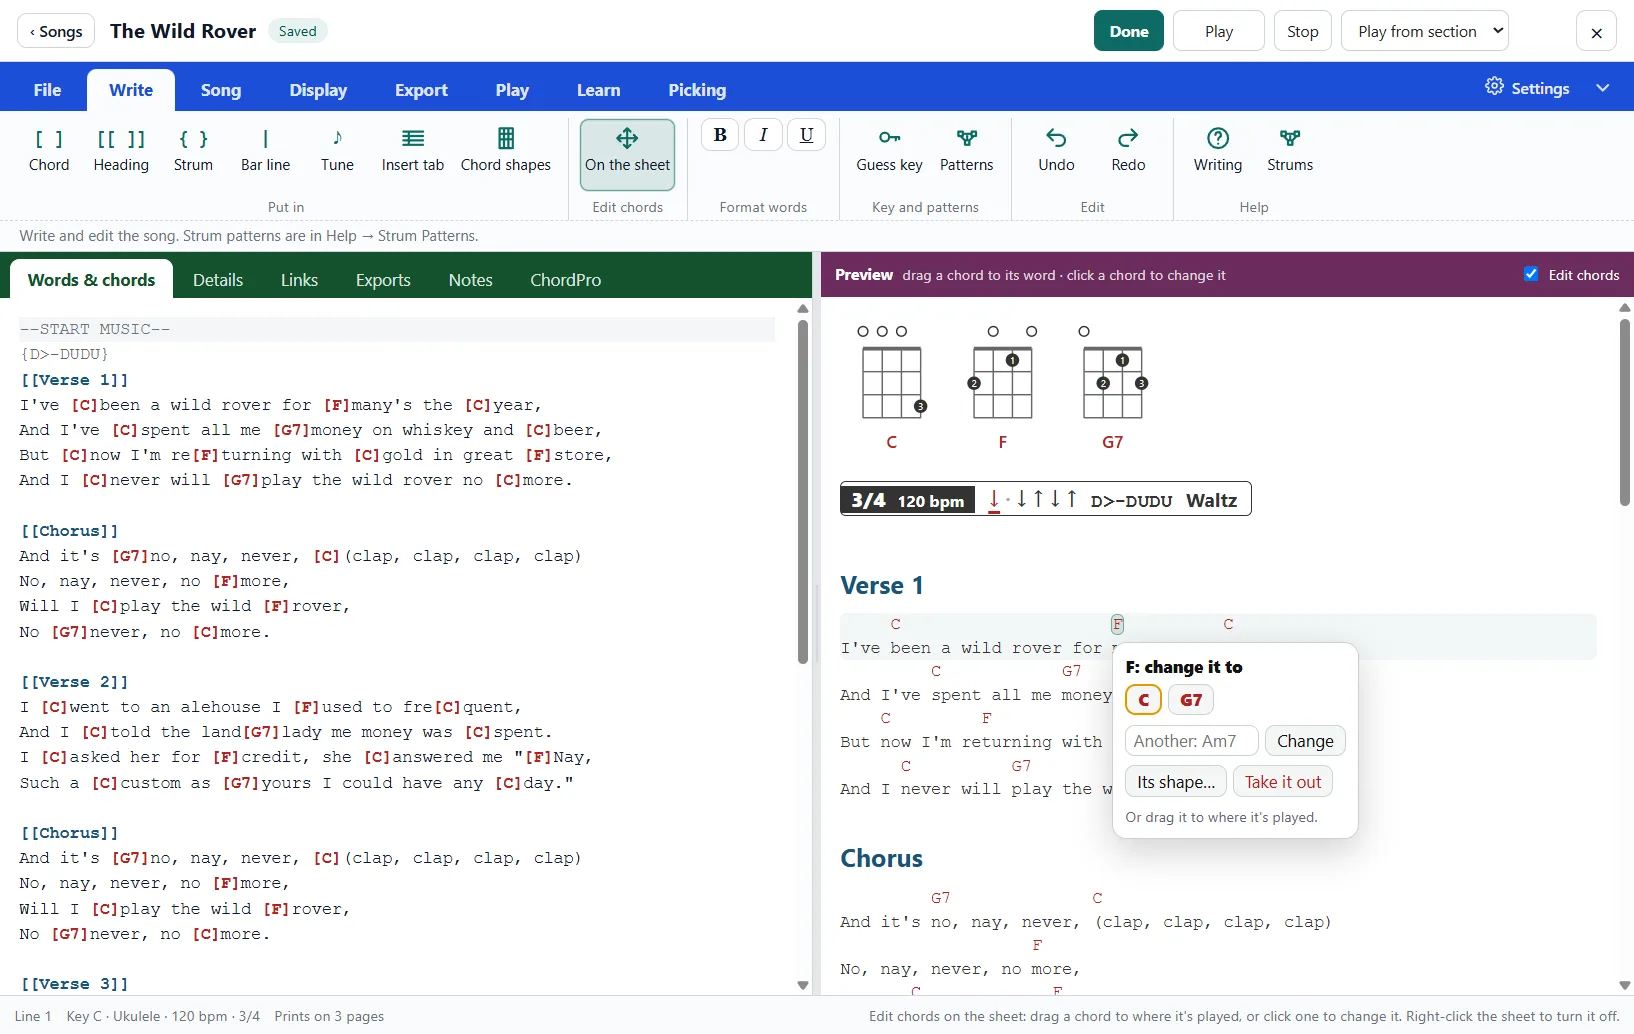 ‹ Songs The Wild Rover Saved Done Play Stop Play from section ×
File Write Song Display Export Play Learn Picking Settings
[ ] [[ ]] { } | ♪ B I U
Chord Heading Strum Bar line Tune Insert tab Chord shapes On the sheet Guess key Patterns Undo Redo Writing Strums
Put in Edit chords Format words Key and patterns Edit Help
Write and edit the song. Strum patterns are in Help → Strum Patterns.
Words & chords Details Links Exports Notes ChordPro
--START MUSIC--
{D>-DUDU}
[[Verse 1]]
I've [C]been a wild rover for [F]many's the [C]year,
And I've [C]spent all me [G7]money on whiskey and [C]beer,
But [C]now I'm re[F]turning with [C]gold in great [F]store,
And I [C]never will [G7]play the wild rover no [C]more.
[[Chorus]]
And it's [G7]no, nay, never, [C](clap, clap, clap, clap)
No, nay, never, no [F]more,
Will I [C]play the wild [F]rover,
No [G7]never, no [C]more.
[[Verse 2]]
I [C]went to an alehouse I [F]used to fre[C]quent,
And I [C]told the land[G7]lady me money was [C]spent.
I [C]asked her for [F]credit, she [C]answered me "[F]Nay,
Such a [C]custom as [G7]yours I could have any [C]day."
[[Chorus]]
And it's [G7]no, nay, never, [C](clap, clap, clap, clap)
No, nay, never, no [F]more,
Will I [C]play the wild [F]rover,
No [G7]never, no [C]more.
[[Verse 3]]
Preview drag a chord to its word · click a chord to change it Edit chords
1 1
2 2 3
3
C F G7
3/4 120 bpm ↓ · ↓ ↑ ↓ ↑ D>-DUDU Waltz
Verse 1
C F C
I've been a wild rover for
C G7
And I've spent all me money
C F
But now I'm returning with
C G7
And I never will play the
F: change it to
C G7
Another: Am7 Change
Its shape... Take it out
Or drag it to where it's played.
Chorus
G7 C
And it's no, nay, never, (clap, clap, clap, clap)
F
No, nay, never, no more,
C F
Line 1 Key C · Ukulele · 120 bpm · 3/4 Prints on 3 pages
Edit chords on the sheet: drag a chord to where it's played, or click one to change it. Right-click the sheet to turn it off.